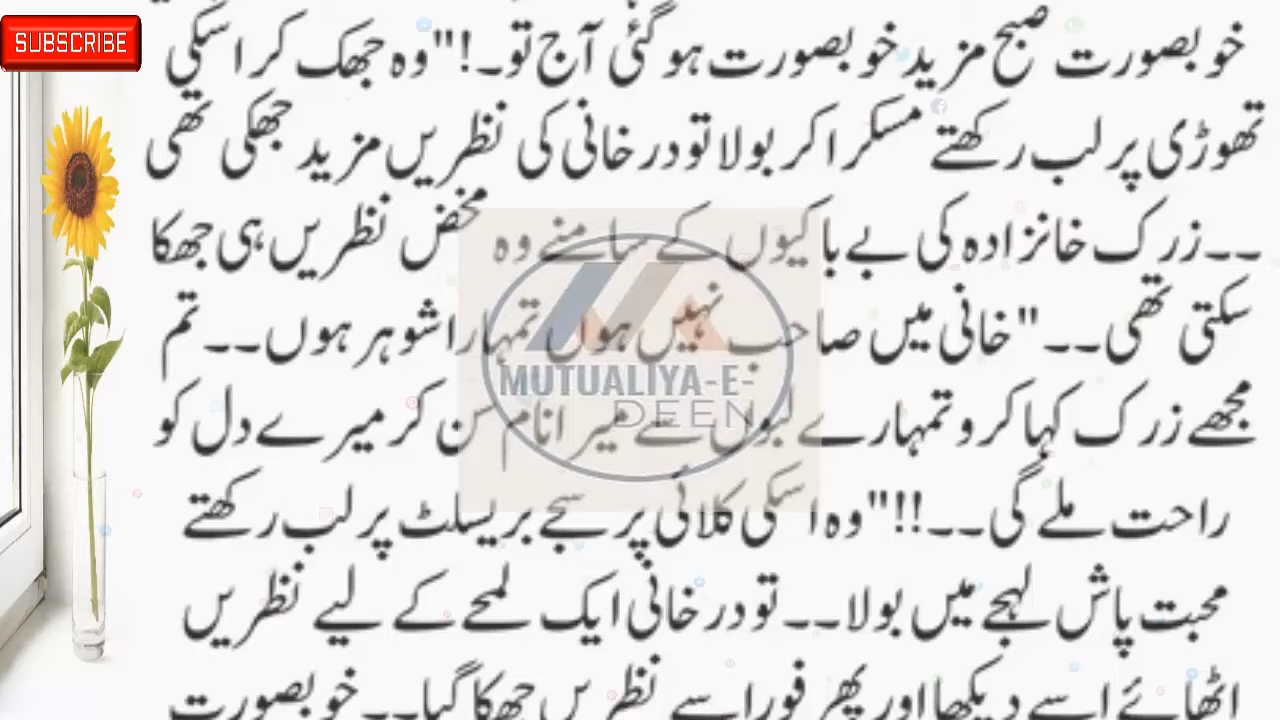 SUBSCRIBE
خوبصورت صبح مزید خوبصورت ہو گئی آج تو۔!"وہ جھک کر اسکی
تھوڑی پر لب رکھتے مسکرا کر بولا تو در خانی کی نظریں مزید جھکی تھی
۔۔زرک خانزادہ کی بے باکیوں کے سامنے وہ محض نظریں ہی جھکا
سکتی تھی۔۔"خانی میں صاحب نہیں ہوں تمہارا شوہر ہوں۔۔تم
مجھے زرک کہا کرو تمہارے لبوں سے میرا نام سن کر میرے دل کو
راحت ملے گی۔۔!!"وہ اسکی کلائی پر سجے بریسلٹ پر لب رکھتے
محبت پاش لہجے میں بولا۔۔تو در خانی ایک لمحے کے لیے نظریں
اٹھائے اسے دیکھا اور پھر فورا سے نظریں جھکا گیا۔۔خوبصورت
MUTUALIYA-E-
DEEN